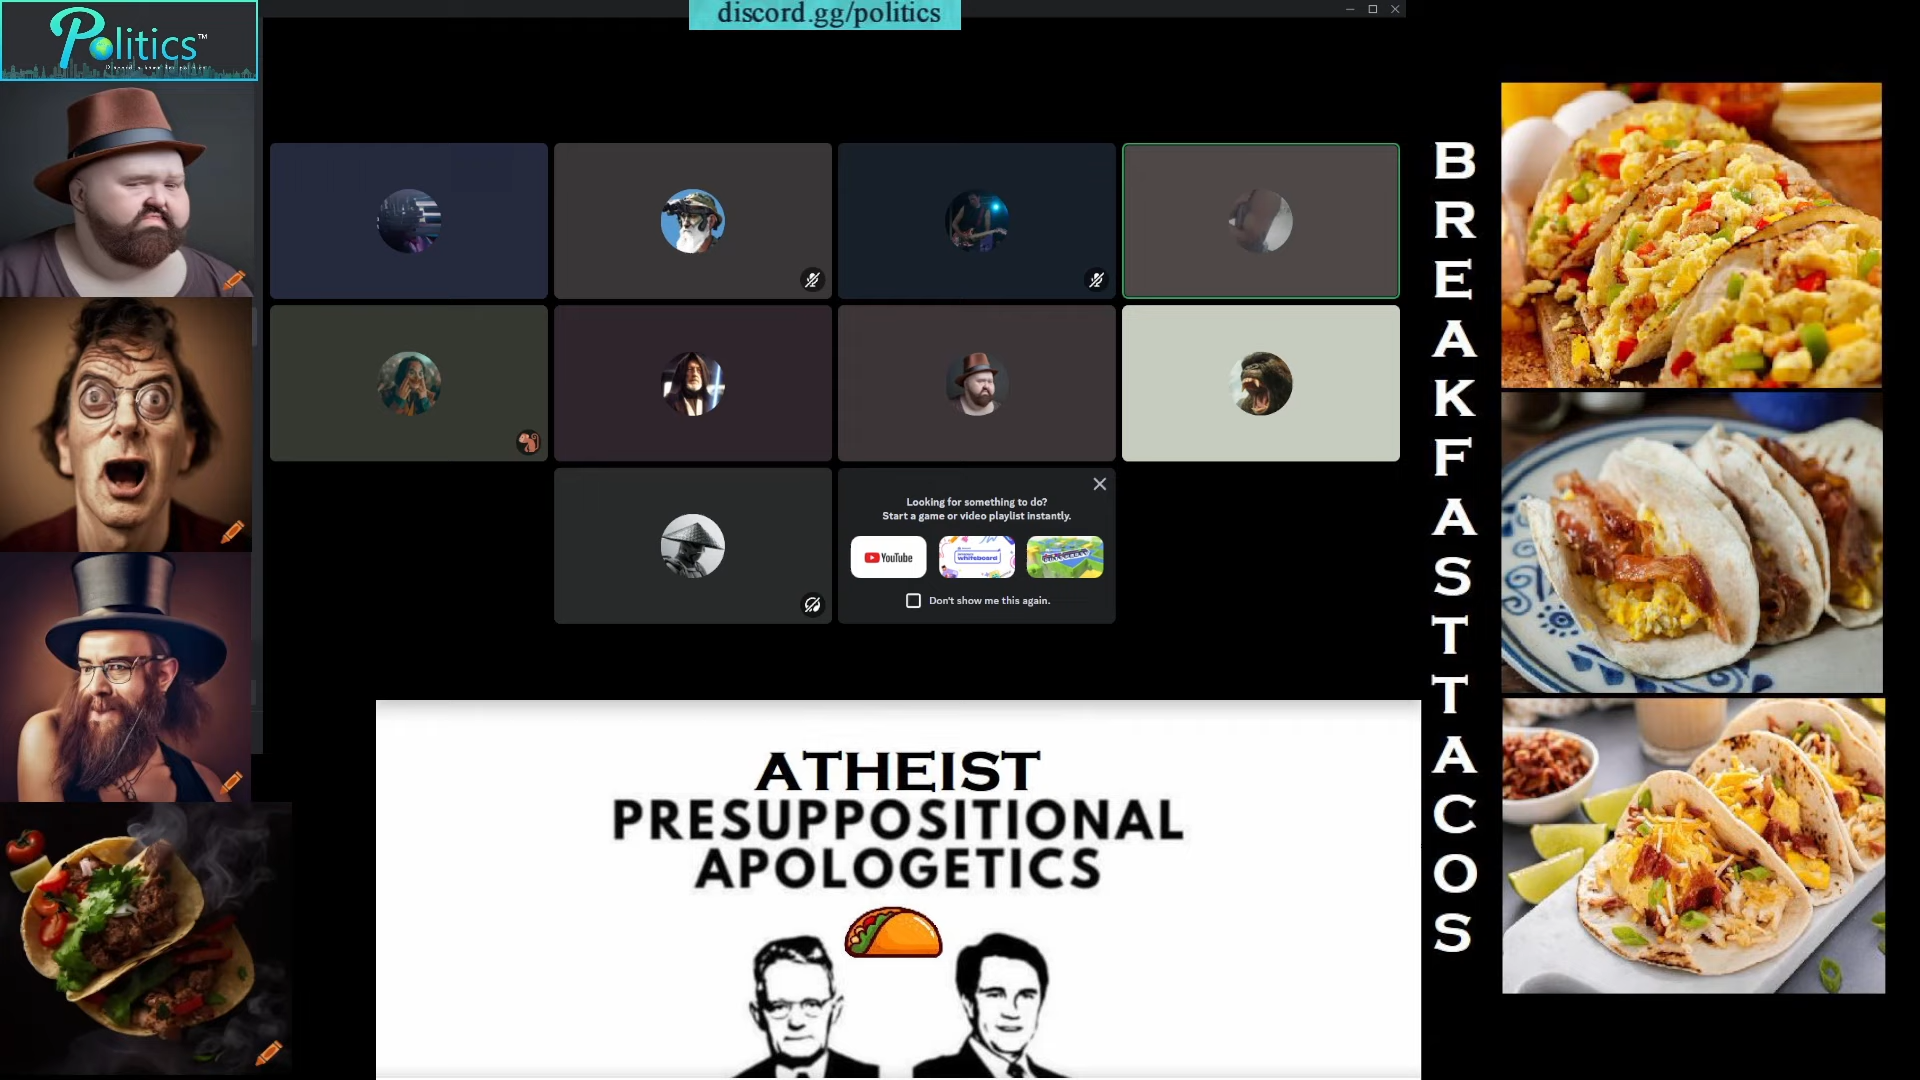 discord.gg/politics
Politics™
Looking for something to do?
Start a game or video playlist instantly.
YouTube
whiteboard
Don't show me this again.
BREAKFAST TACOS
ATHEIST
PRESUPPOSITIONAL
APOLOGETICS